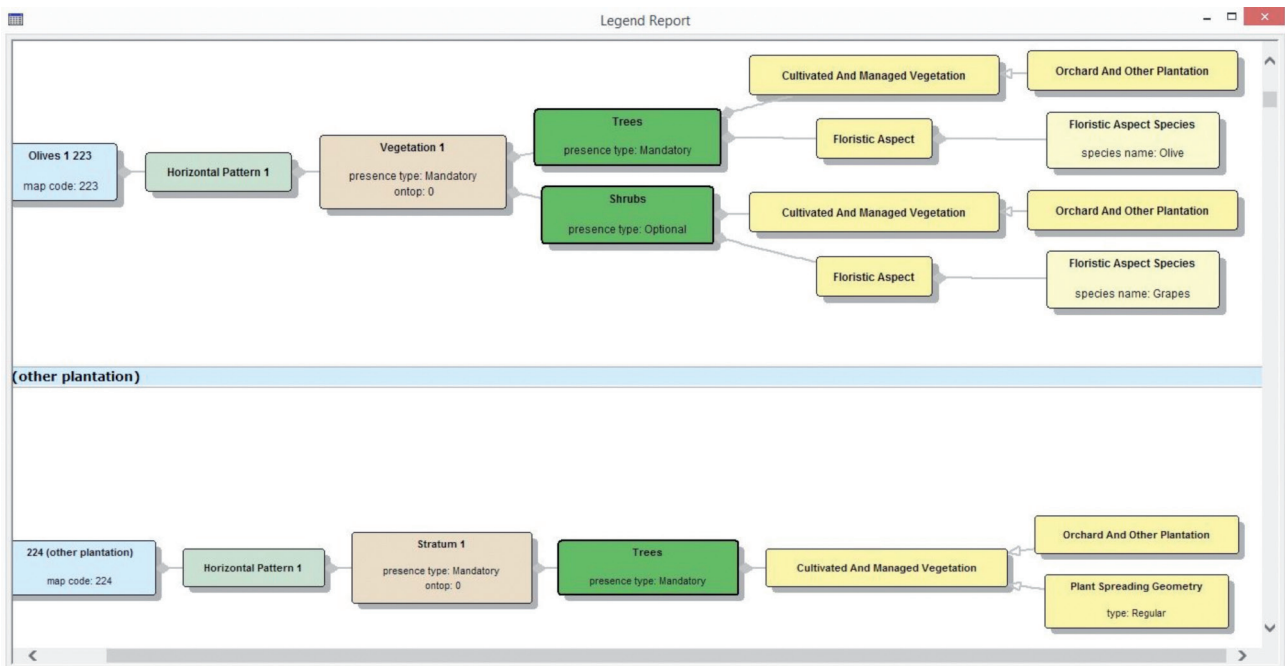 Legend Report
Olives 1 223
map code: 223
Horizontal Pattern 1
Vegetation 1
presence type: Mandatory
ontop: 0
Trees
presence type: Mandatory
Cultivated And Managed Vegetation
Orchard And Other Plantation
Floristic Aspect
Floristic Aspect Species
species name: Olive
Shrubs
presence type: Optional
Cultivated And Managed Vegetation
Orchard And Other Plantation
Floristic Aspect
Floristic Aspect Species
species name: Grapes
(other plantation)
224 (other plantation)
map code: 224
Horizontal Pattern 1
Stratum 1
presence type: Mandatory
ontop: 0
Trees
presence type: Mandatory
Cultivated And Managed Vegetation
Orchard And Other Plantation
Plant Spreading Geometry
type: Regular